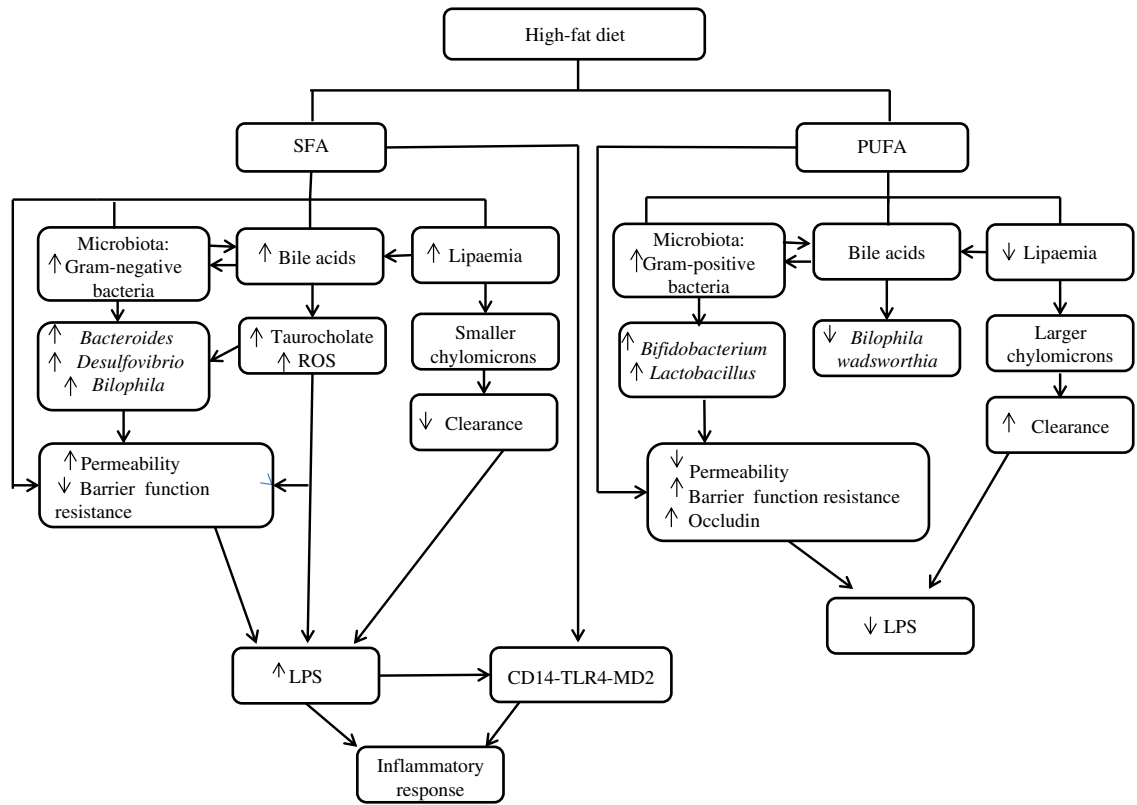 High-fat diet
SFA
PUFA
Microbiota:
↑ Gram-negative
bacteria
↑ Bile acids
↑ Lipaemia
Microbiota:
↑ Gram-positive
bacteria
Bile acids
↓ Lipaemia
↑ Bacteroides
↑ Desulfovibrio
↑ Bilophila
↑ Taurocholate
↑ ROS
Smaller
chylomicrons
↑ Bifidobacterium
↑ Lactobacillus
↓ Bilophila
wadsworthia
Larger
chylomicrons
↓ Clearance
↑ Clearance
↑ Permeability
↓ Barrier function
resistance
↓ Permeability
↑ Barrier function resistance
↑ Occludin
↓ LPS
↑ LPS
CD14-TLR4-MD2
Inflammatory
response